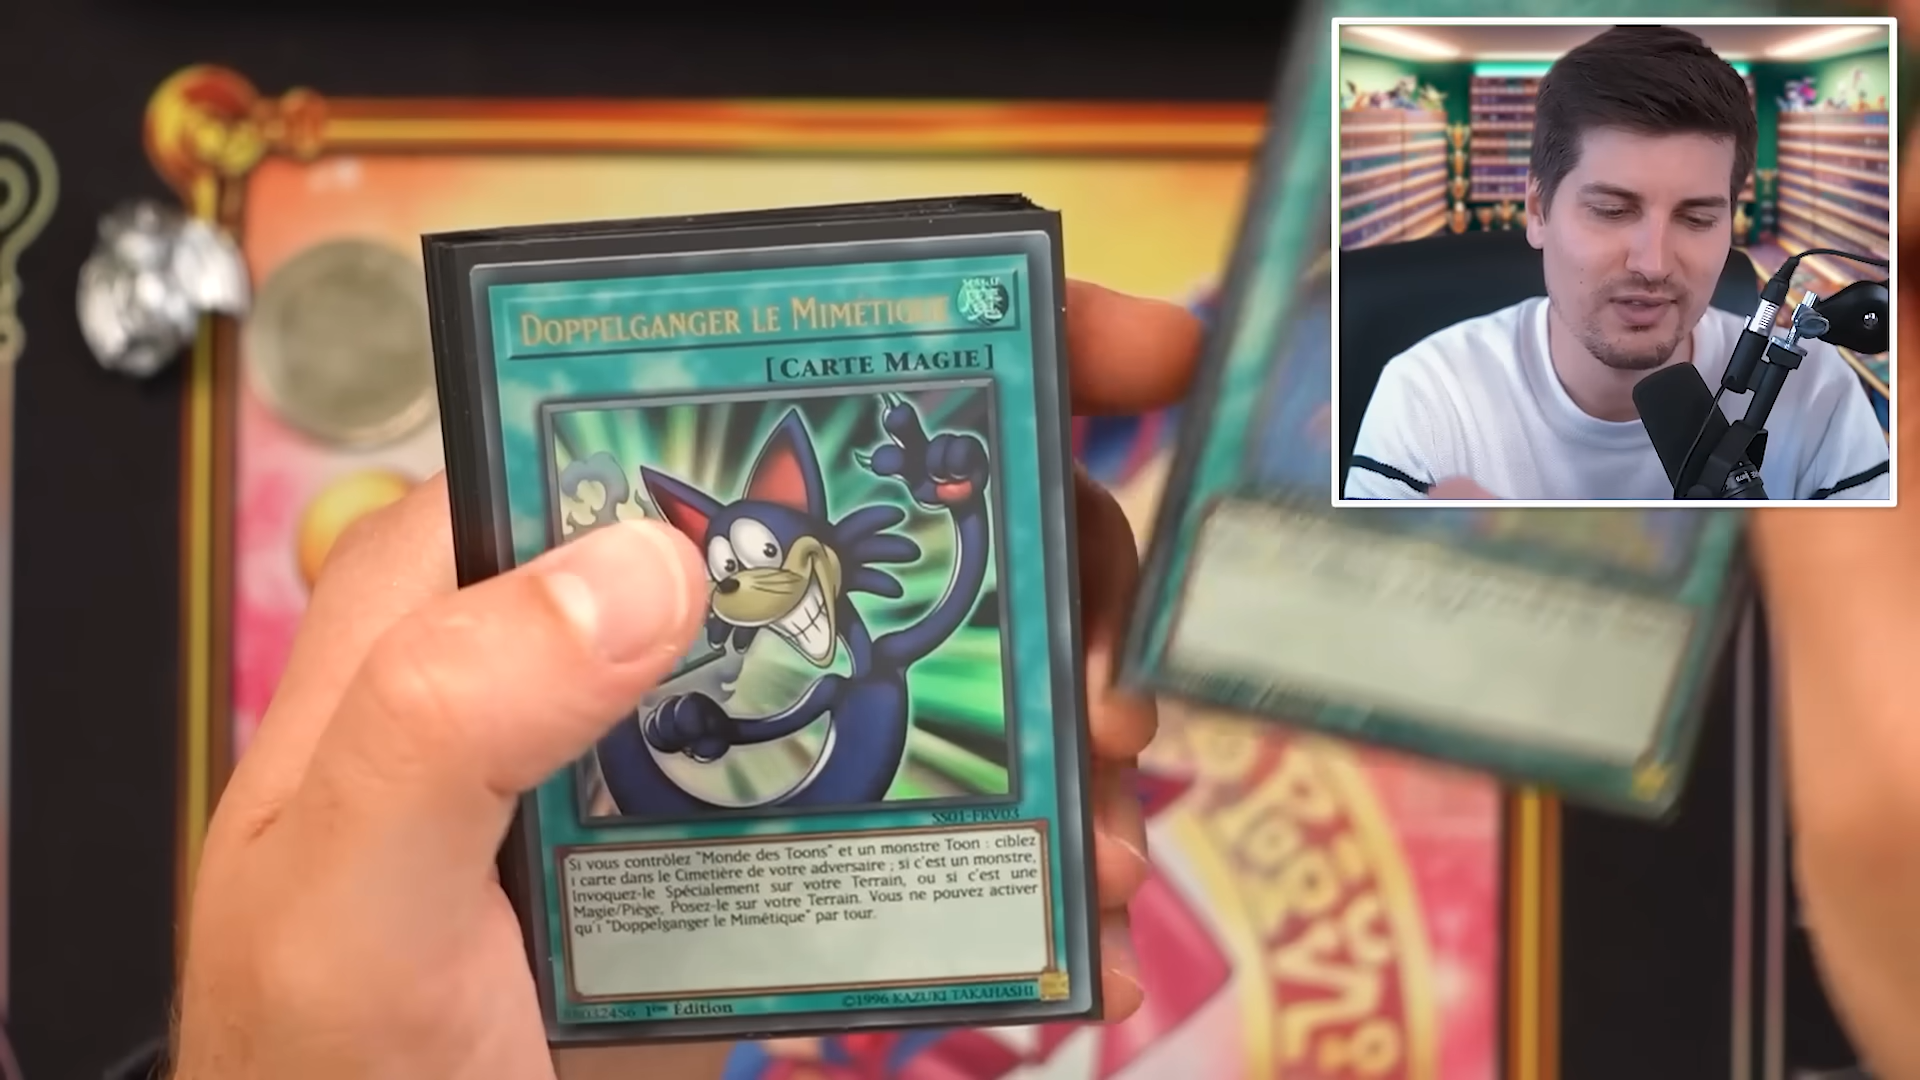 DOPPELGANGER LE MIMÉTIQUE
[CARTE MAGIE]
SS01-FRV03
Si vous contrôlez "Monde des Toons" et un monstre Toon : ciblez
1 carte dans le Cimetière de votre adversaire ; si c'est un monstre,
Invoquez-le Spécialement sur votre Terrain, ou si c'est une
Magie/Piège, Posez-le sur votre Terrain. Vous ne pouvez activer
qu'1 "Doppelganger le Mimétique" par tour.
1ère Édition
©1996 KAZUKI TAKAHASHI